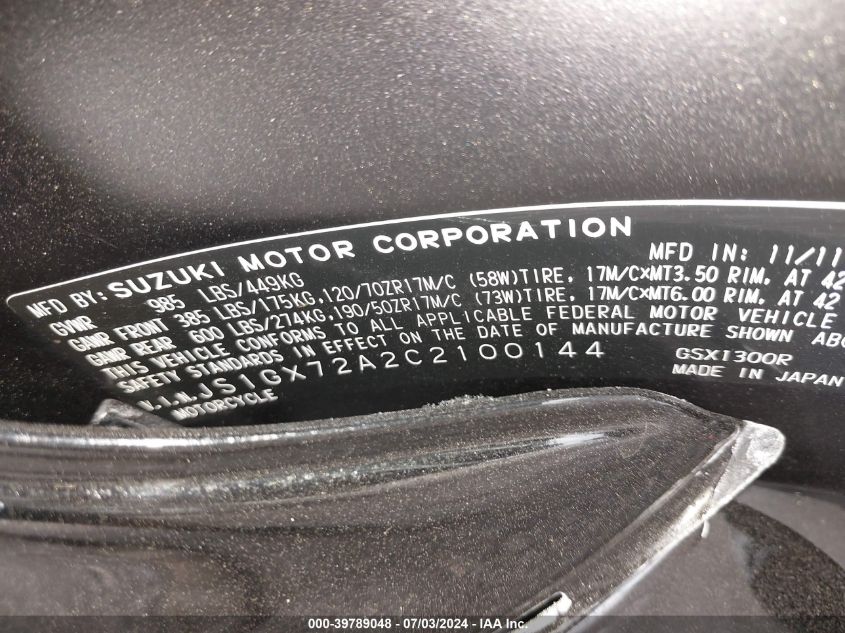 MFD BY: SUZUKI MOTOR CORPORATION MFD IN: 11/11
GVWR 985 LBS/449KG
GAWR FRONT 385 LBS/175KG,120/70ZR17M/C (58W)TIRE, 17M/C×MT3.50 RIM, AT 42
GAWR REAR 600 LBS/274KG,190/50ZR17M/C (73W)TIRE, 17M/C×MT6.00 RIM, AT 42
THIS VEHICLE CONFORMS TO ALL APPLICABLE FEDERAL MOTOR VEHICLE
SAFETY STANDARDS IN EFFECT ON THE DATE OF MANUFACTURE SHOWN ABO
V.I.N. JS1GX72A2C2100144 GSX1300R
MOTORCYCLE MADE IN JAPAN
000-39789048 - 07/03/2024 - IAA Inc.